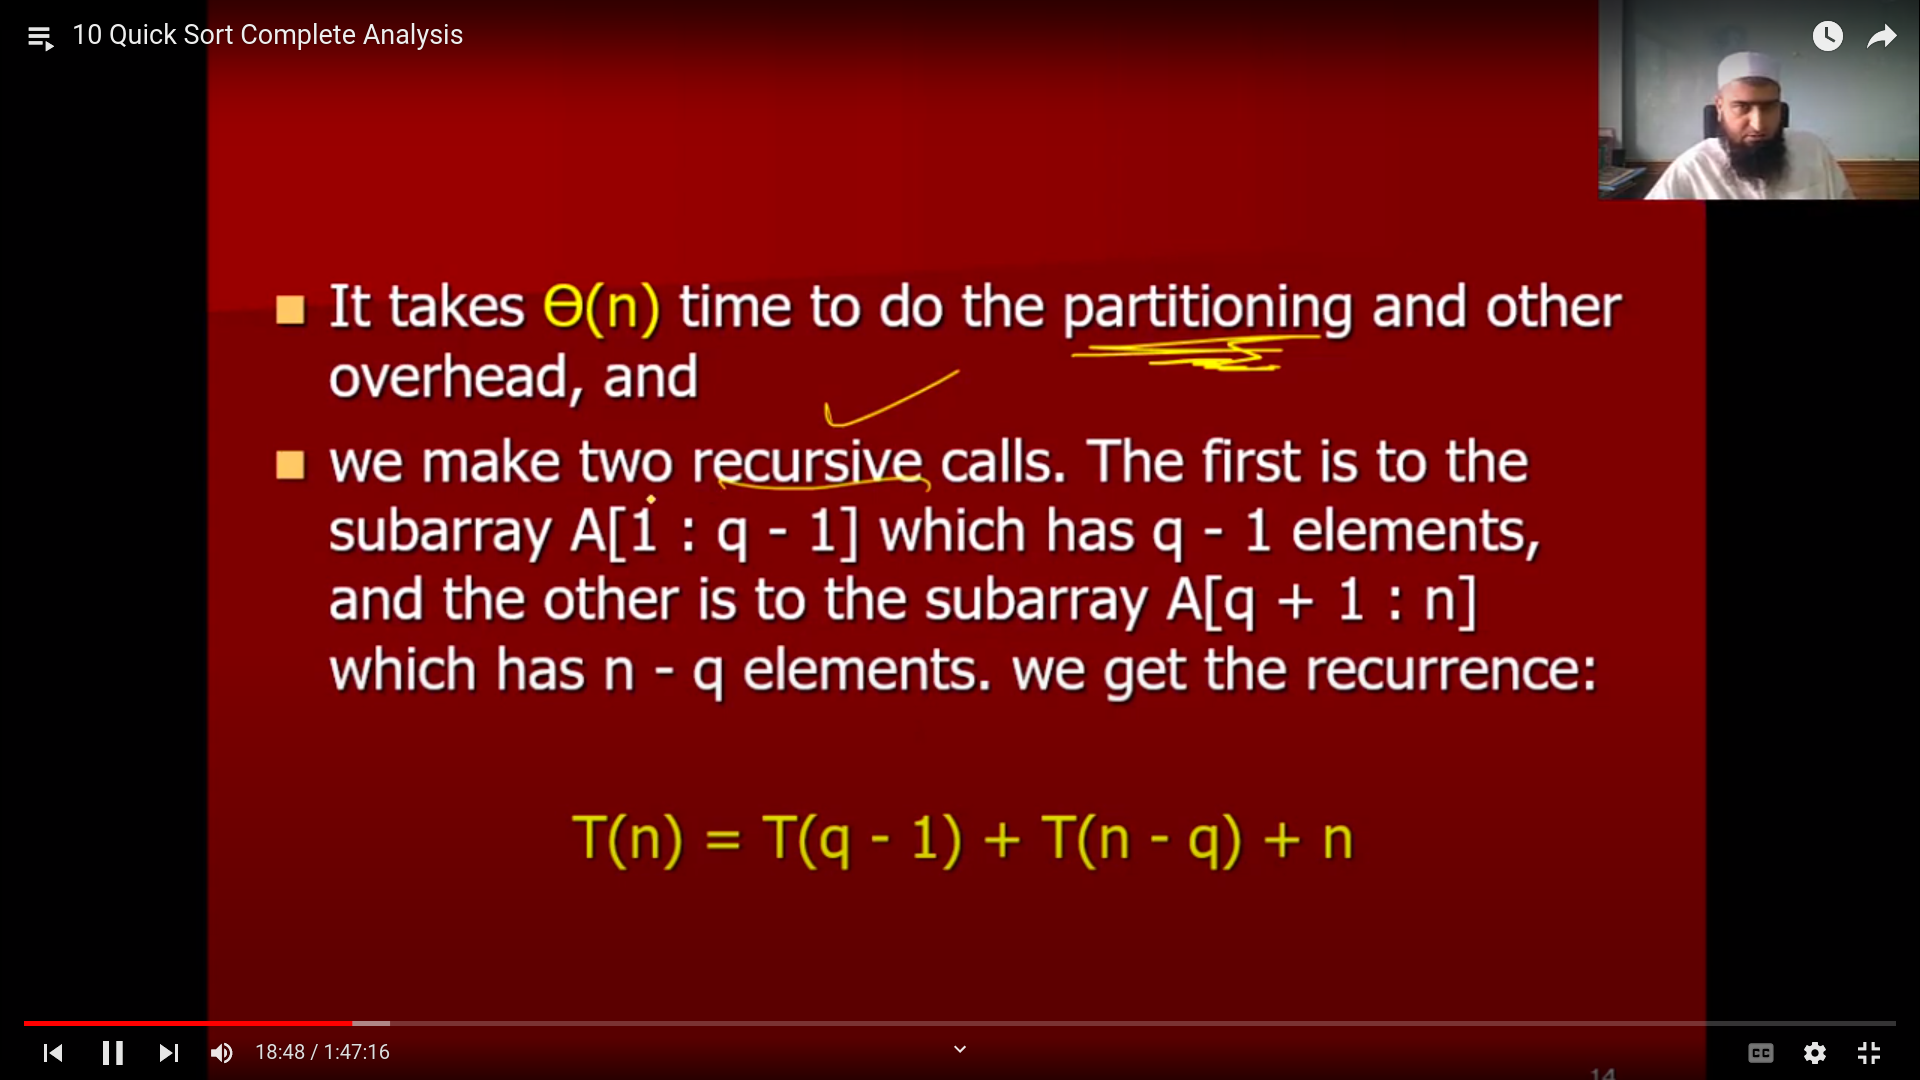 10 Quick Sort Complete Analysis
It takes Ө(n) time to do the partitioning and other
overhead, and
we make two recursive calls. The first is to the
subarray A[1 : q - 1] which has q - 1 elements,
and the other is to the subarray A[q + 1 : n]
which has n - q elements. we get the recurrence:
T(n) = T(q - 1) + T(n - q) + n
18:48 / 1:47:16
CC
14